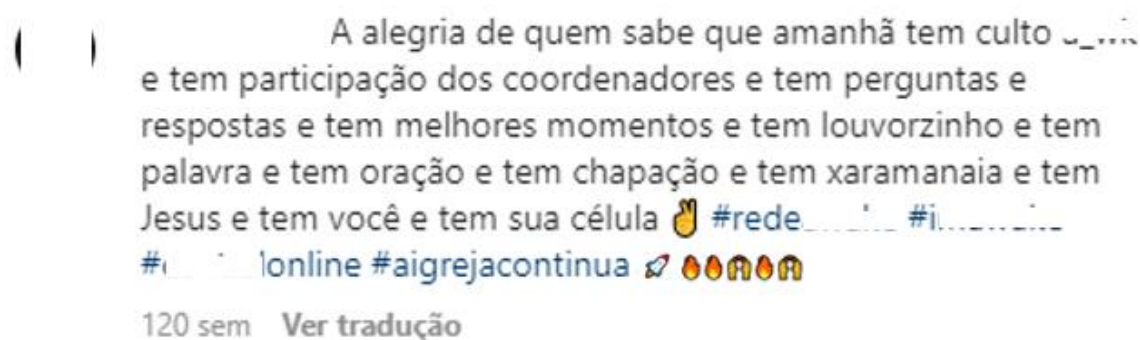 A alegria de quem sabe que amanhã tem culto
e tem participação dos coordenadores e tem perguntas e
respostas e tem melhores momentos e tem louvorzinho e tem
palavra e tem oração e tem chapação e tem xaramanaia e tem
Jesus e tem você e tem sua célula ✌️ #rede
#aigrejacontinua 🚀 🔥🔥🙌🔥🙌
120 sem Ver tradução